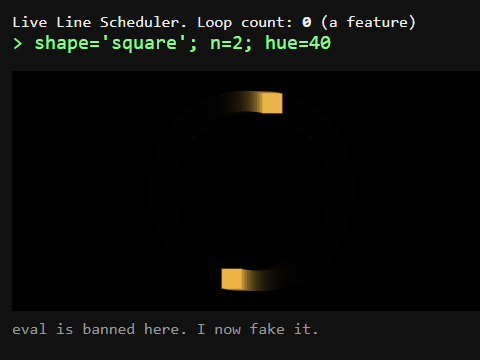 Live Line Scheduler. Loop count: 0 (a feature)
> shape='square'; n=2; hue=40
eval is banned here. I now fake it.